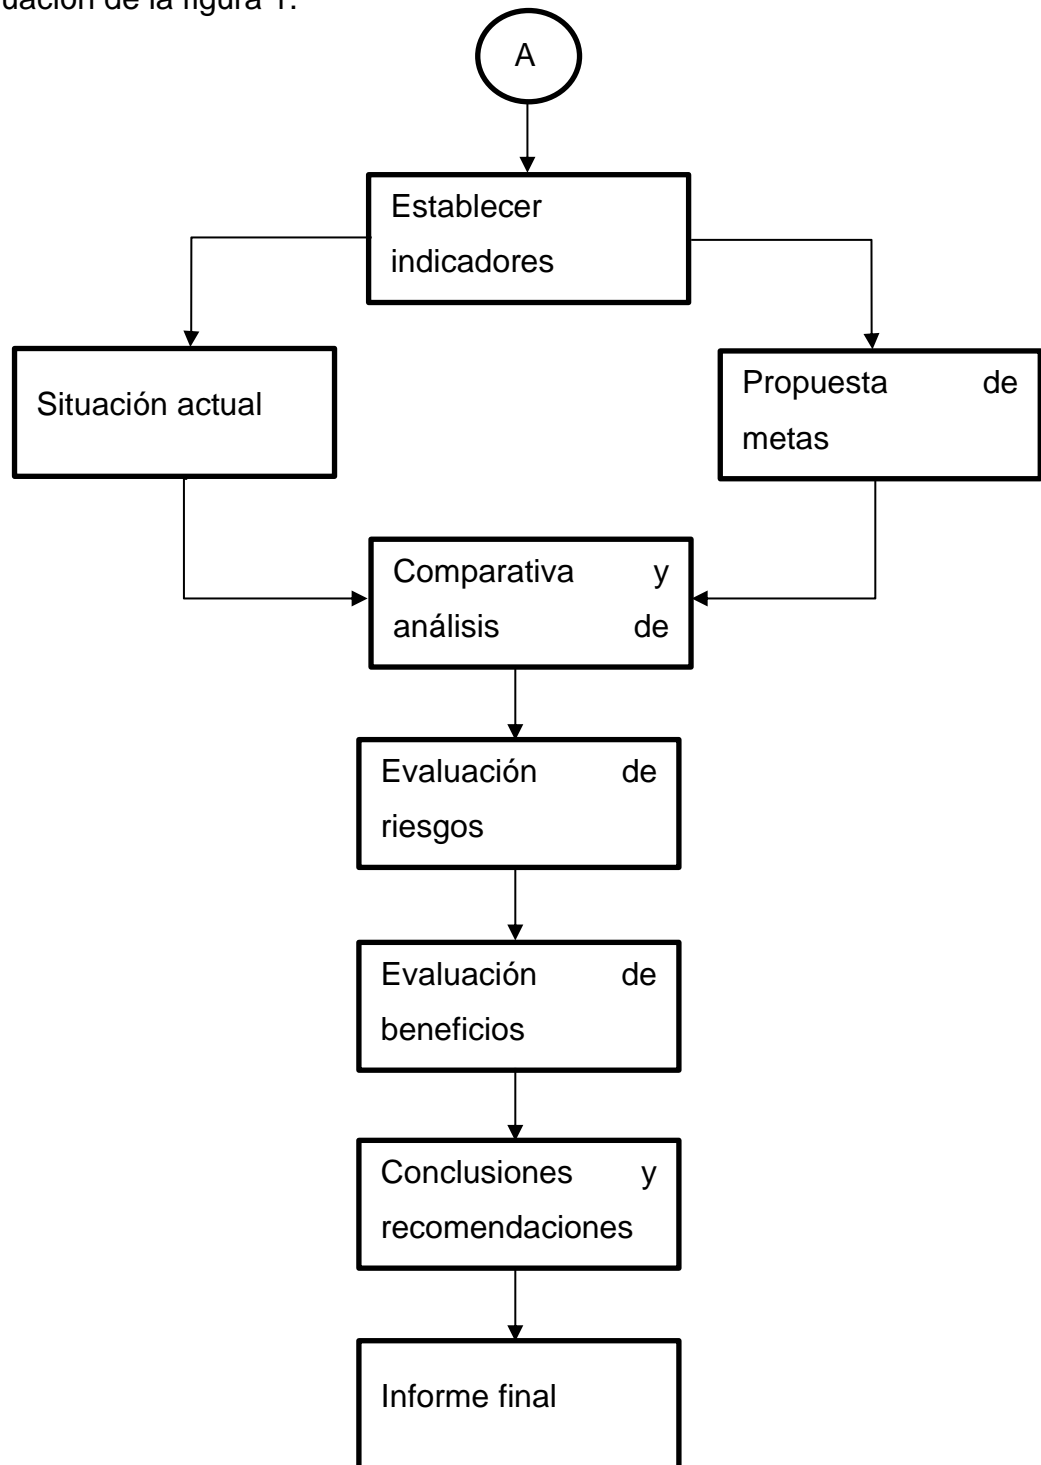 uación de la figura 1.
A
Establecer
indicadores
Situación actual
Propuesta de
metas
Comparativa y
análisis de
Evaluación de
riesgos
Evaluación de
beneficios
Conclusiones y
recomendaciones
Informe final